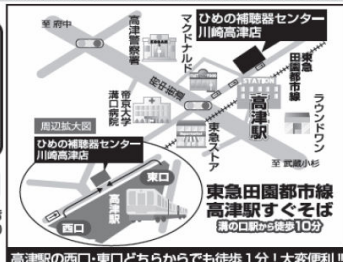 至 府中
高津警察署
マクドナルド
ひめの補聴器センター
川崎高津店
東急
田園都市線
STATION
高津駅
ラウンドワン
帝京大学
溝口病院
東急ストア
至 武蔵小杉
周辺拡大図
ひめの補聴器センター
川崎高津店
東口
高津駅
西口
東急田園都市線
高津駅すぐそば
溝の口駅から徒歩10分
高津駅の西口・東口どちらからでも徒歩1分!大変便利!!